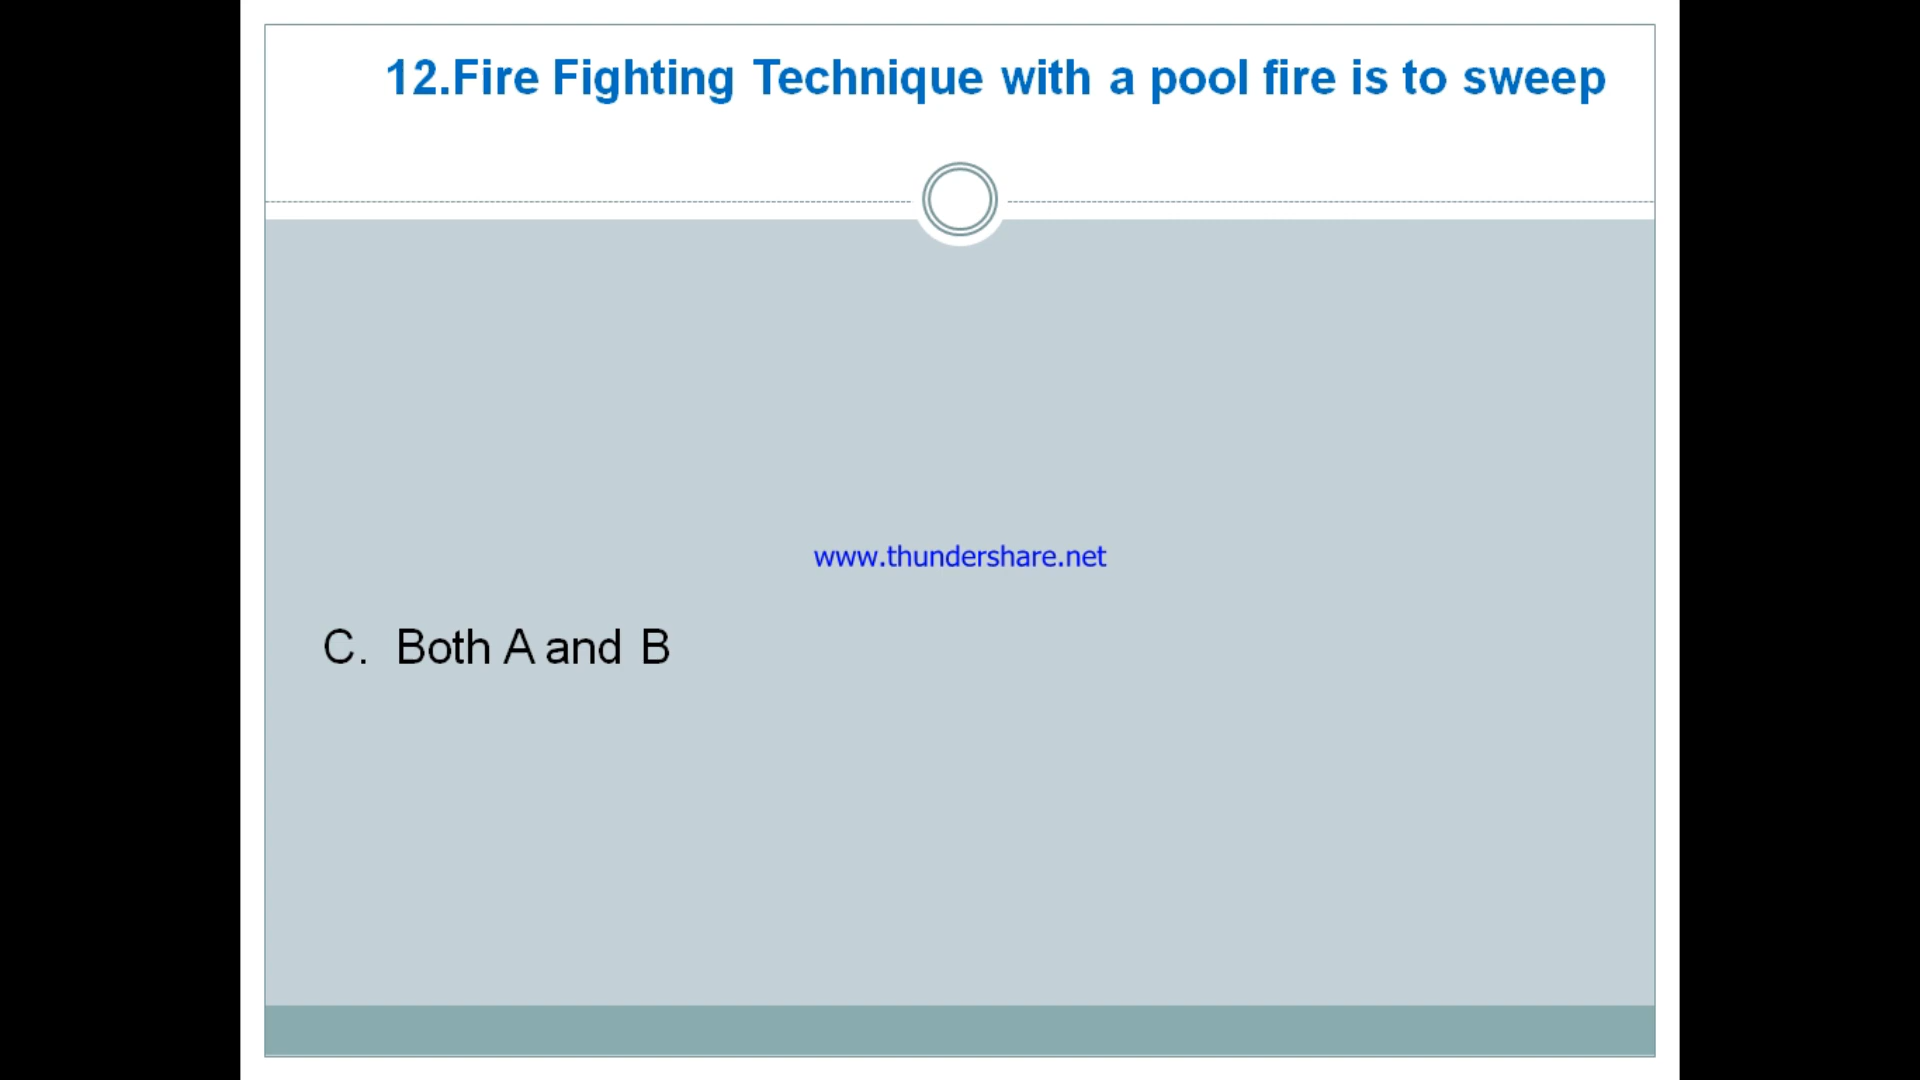 12.Fire Fighting Technique with a pool fire is to sweep
www.thundershare.net
C. Both A and B